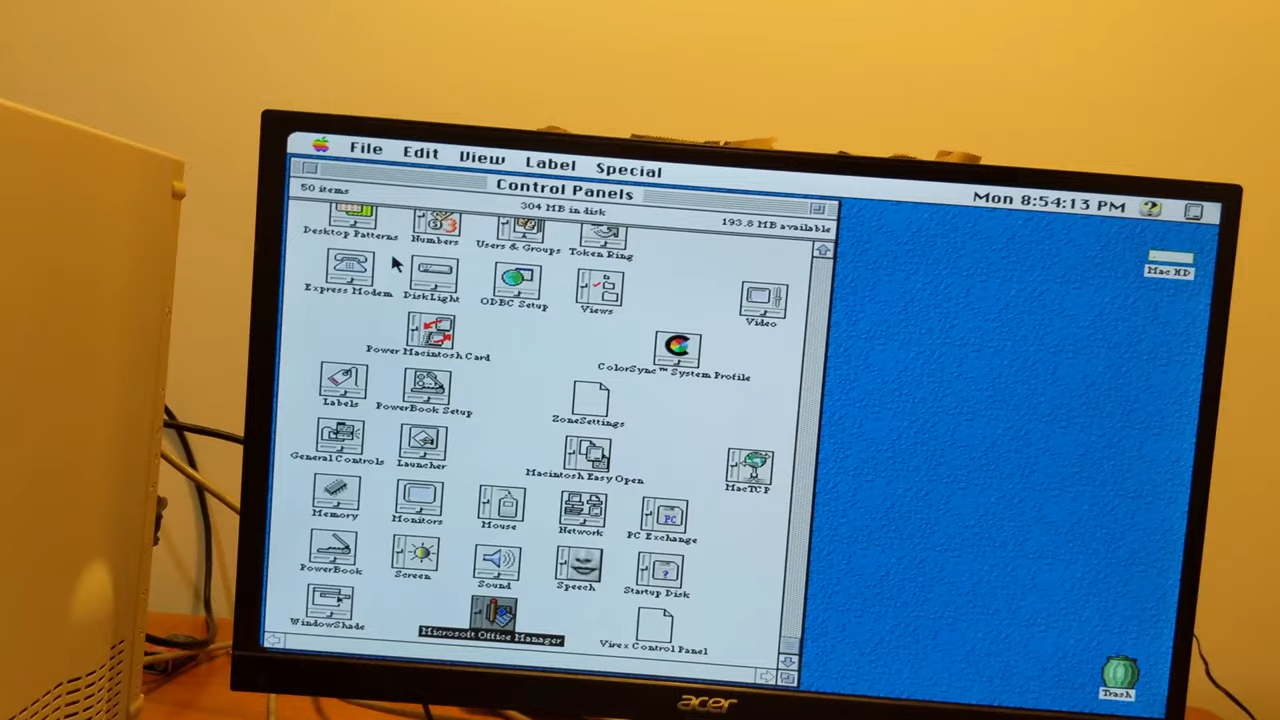 File Edit View Label Special
Mon 8:54:13 PM
Control Panels
50 items
304 MB in disk
193.8 MB available
Desktop Patterns
Numbers
Users & Groups
Token Ring
Mac HD
Express Modem
DiskLight
ODBC Setup
Views
Video
Power Macintosh Card
ColorSync™ System Profile
Labels
PowerBook Setup
ZoneSettings
General Controls
Launcher
Macintosh Easy Open
MacTCP
Memory
Monitors
Mouse
Network
PC
PC Exchange
PowerBook
Screen
Sound
Speech
Startup Disk
WindowShade
Microsoft Office Manager
Virex Control Panel
Trash
acer